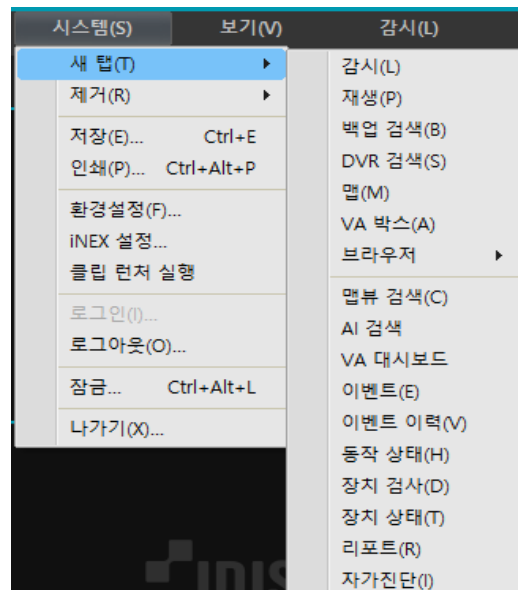 시스템(S) 보기(V) 감시(L)
새 탭(T)
제거(R)
저장(E)... Ctrl+E
인쇄(P)... Ctrl+Alt+P
환경설정(F)...
iNEX 설정...
클립 런처 실행
로그인(I)...
로그아웃(O)...
잠금... Ctrl+Alt+L
나가기(X)...
감시(L)
재생(P)
백업 검색(B)
DVR 검색(S)
맵(M)
VA 박스(A)
브라우저
맵뷰 검색(C)
AI 검색
VA 대시보드
이벤트(E)
이벤트 이력(V)
동작 상태(H)
장치 검사(D)
장치 상태(T)
리포트(R)
자가진단(I)